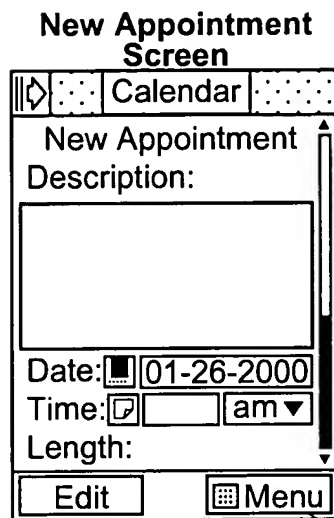 New Appointment
Screen
Calendar
New Appointment
Description:
Date: 01-26-2000
Time: am
Length:
Edit Menu